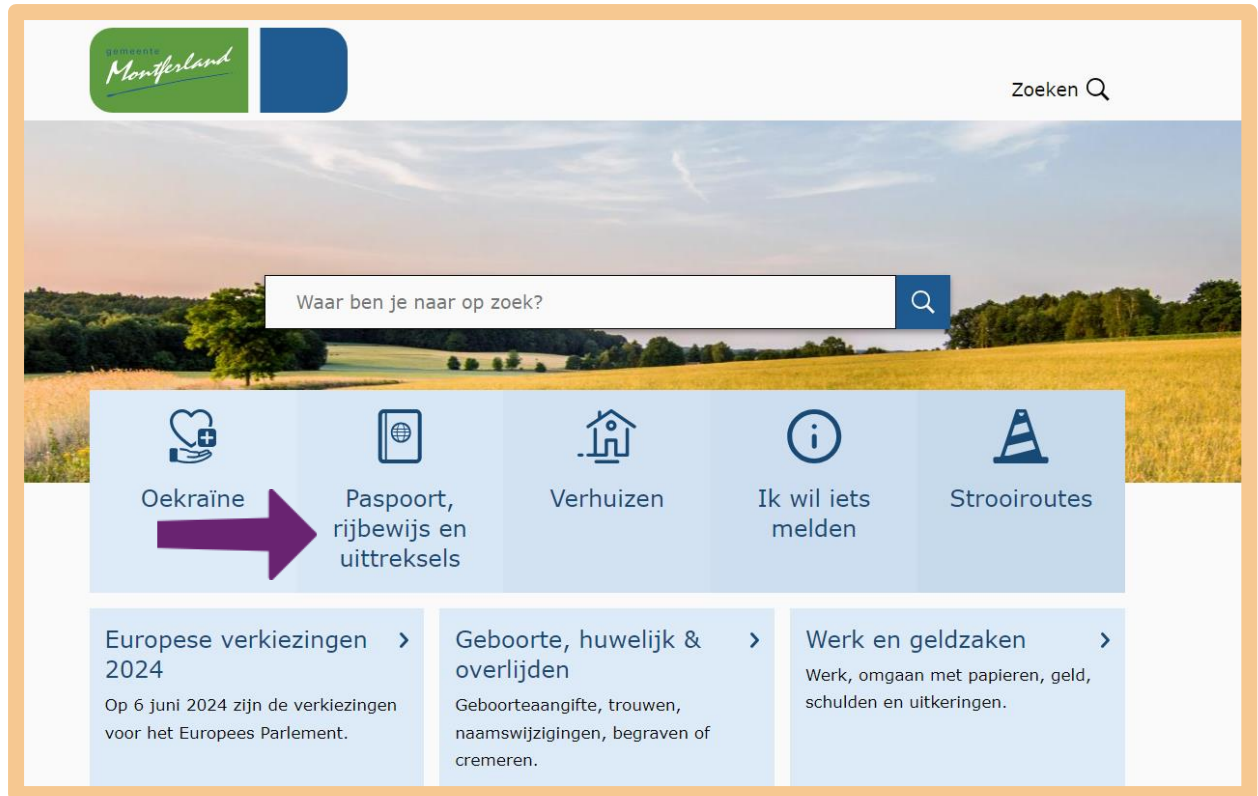 gemeente
Montferland
Zoeken
Waar ben je naar op zoek?
Oekraïne
Paspoort,
rijbewijs en
uittreksels
Verhuizen
Ik wil iets
melden
Strooiroutes
Europese verkiezingen
2024
Op 6 juni 2024 zijn de verkiezingen
voor het Europees Parlement.
Geboorte, huwelijk &
overlijden
Geboorteaangifte, trouwen,
naamswijzigingen, begraven of
cremeren.
Werk en geldzaken
Werk, omgaan met papieren, geld,
schulden en uitkeringen.